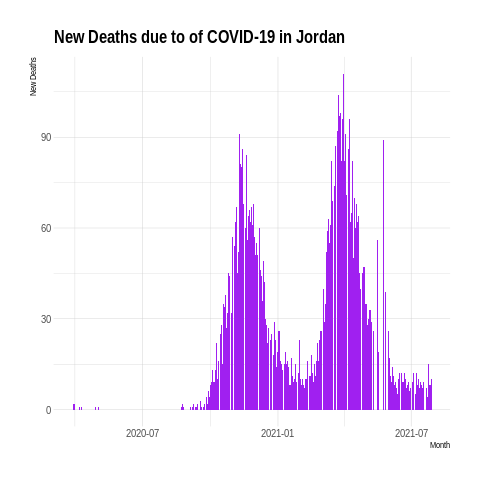 New Deaths due to of COVID-19 in Jordan
New Deaths
90
60
30
0
2020-07
2021-01
2021-07
Month